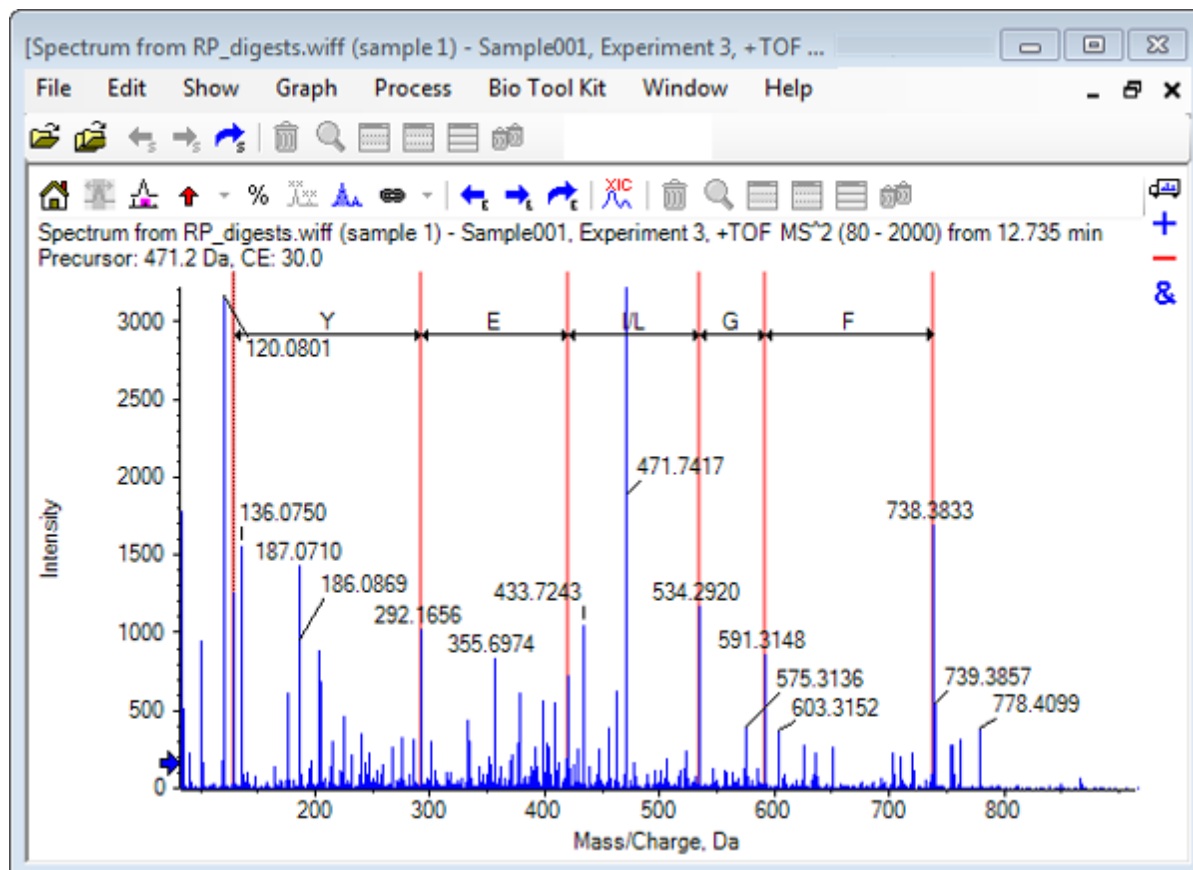 [Spectrum from RP_digests.wiff (sample 1) - Sample001, Experiment 3, +TOF ...
File Edit Show Graph Process Bio Tool Kit Window Help
s s s
% E E E XIC
Spectrum from RP_digests.wiff (sample 1) - Sample001, Experiment 3, +TOF MS^2 (80 - 2000) from 12.735 min
Precursor: 471.2 Da, CE: 30.0
+
&
Y E I/L G F
120.0801
471.7417
136.0750
738.3833
187.0710
186.0869 433.7243 534.2920
292.1656
355.6974
591.3148
575.3136 739.3857
603.3152 778.4099
Intensity
3000
2500
2000
1500
1000
500
0
200 300 400 500 600 700 800
Mass/Charge, Da